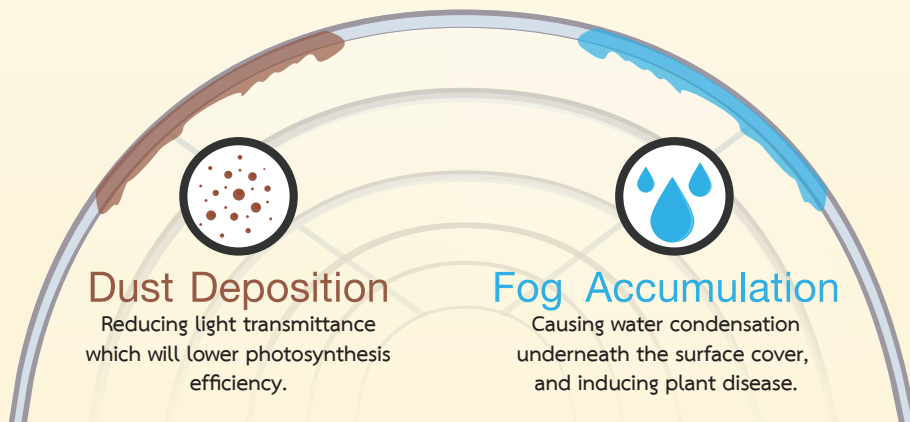 Dust Deposition
Reducing light transmittance
which will lower photosynthesis
efficiency.
Fog Accumulation
Causing water condensation
underneath the surface cover,
and inducing plant disease.